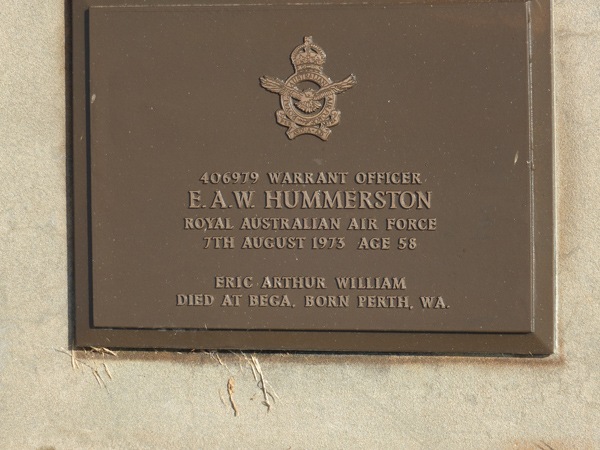 406979 WARRANT OFFICER
E. A. W. HUMMERSTON
ROYAL AUSTRALIAN AIR FORCE
7TH AUGUST 1973 AGE 58
ERIC ARTHUR WILLIAM
DIED AT BEGA, BORN PERTH, WA.